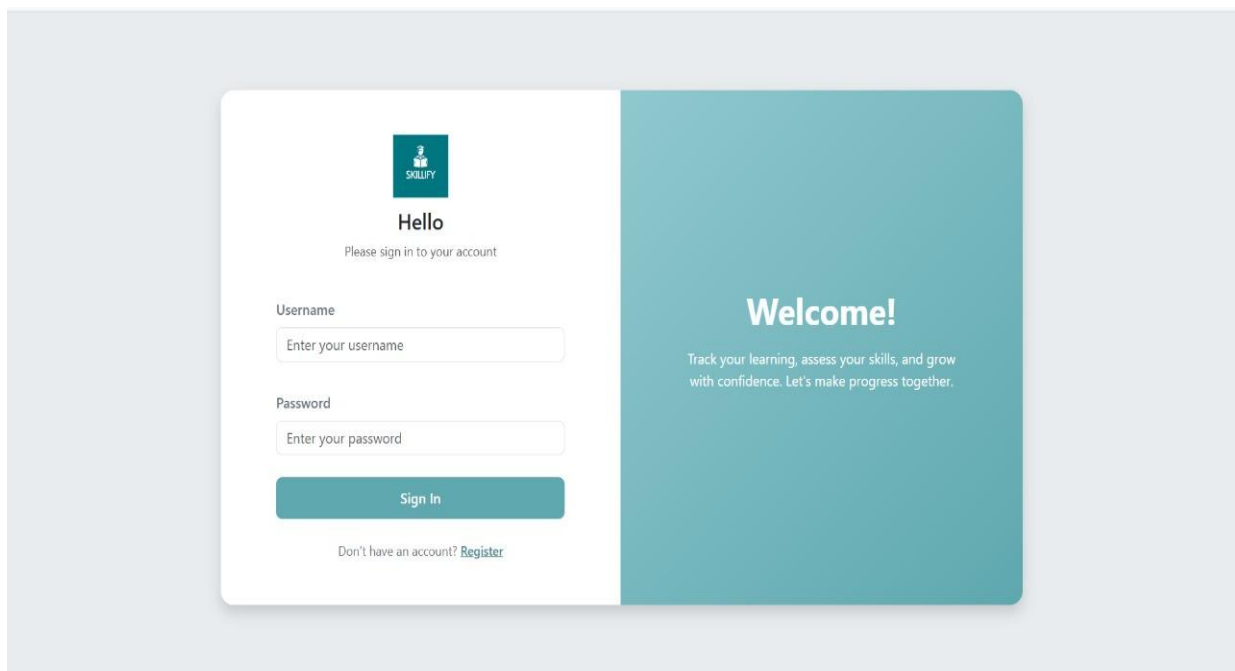 SKILLIFY
Hello
Please sign in to your account
Username
Enter your username
Password
Enter your password
Sign In
Don't have an account? Register
Welcome!
Track your learning, assess your skills, and grow
with confidence. Let's make progress together.